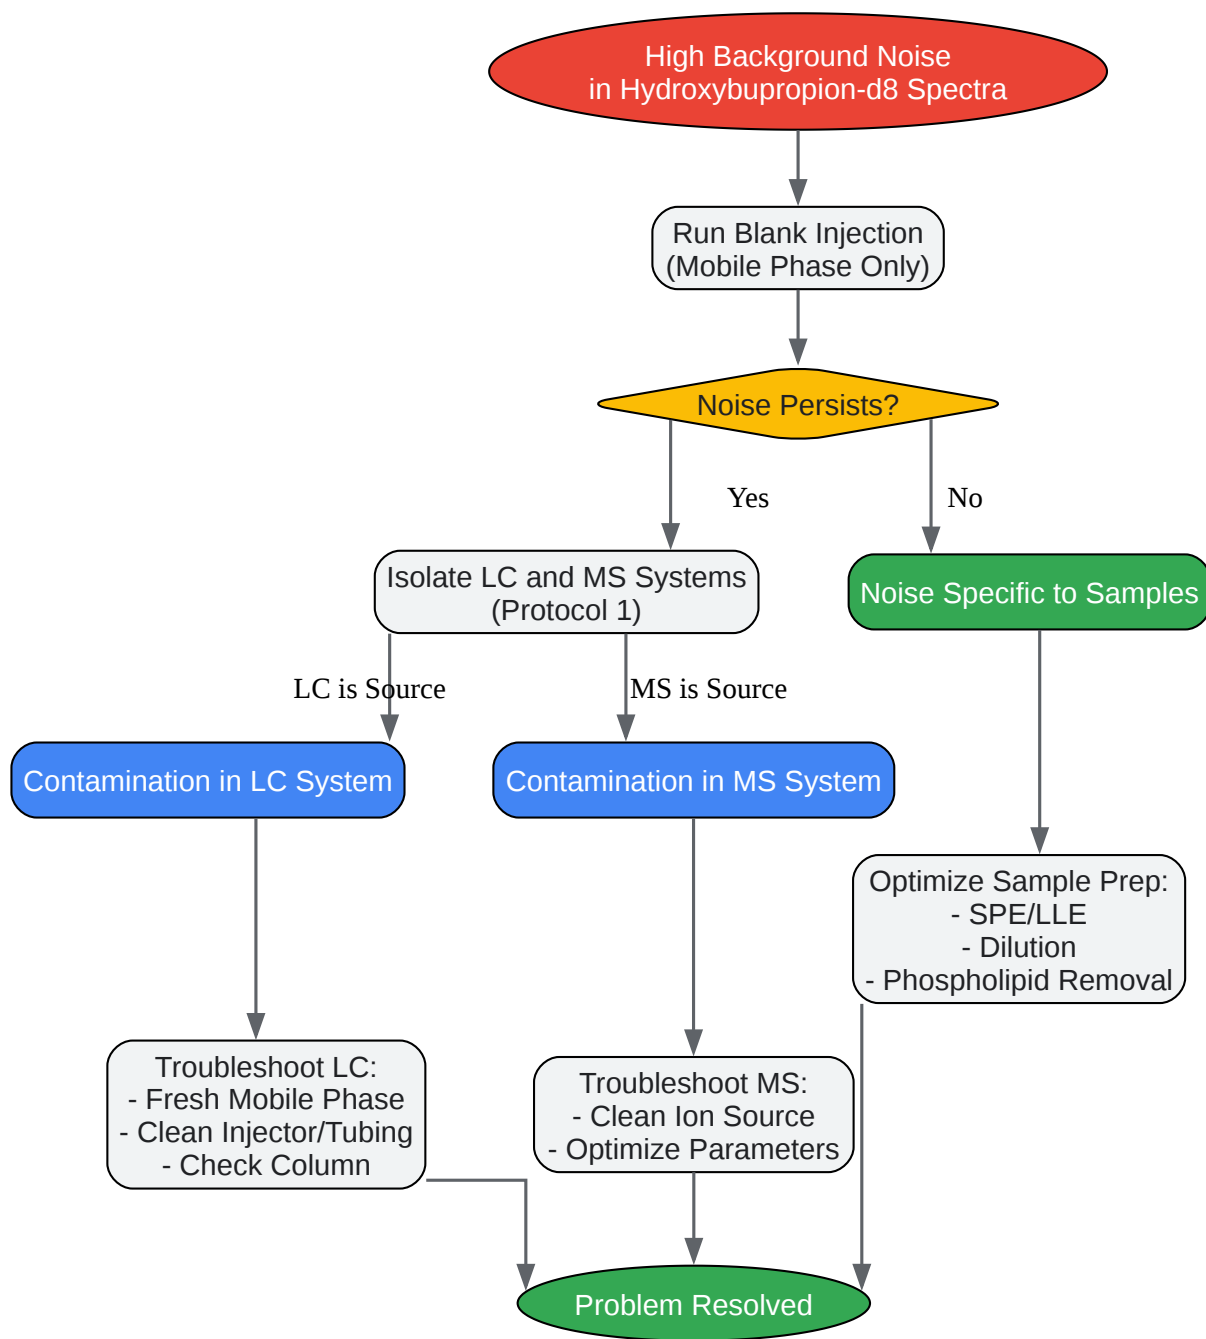 High Background Noise
in Hydroxybupropion-d8 Spectra
Run Blank Injection
(Mobile Phase Only)
Noise Persists?
Yes
No
Isolate LC and MS Systems
(Protocol 1)
Noise Specific to Samples
LC is Source
MS is Source
Contamination in LC System
Contamination in MS System
Optimize Sample Prep:
- SPE/LLE
- Dilution
- Phospholipid Removal
Troubleshoot LC:
- Fresh Mobile Phase
- Clean Injector/Tubing
- Check Column
Troubleshoot MS:
- Clean Ion Source
- Optimize Parameters
Problem Resolved